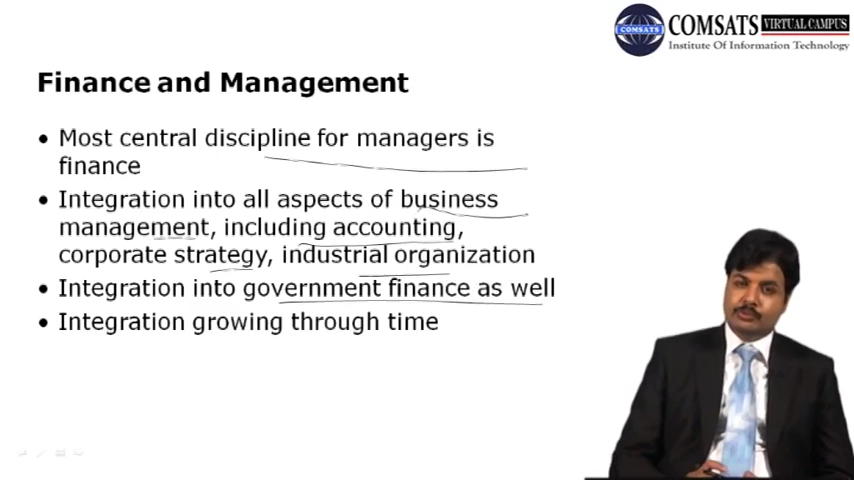 COMSATS
COMSATS VIRTUAL CAMPUS
Institute Of Information Technology
Finance and Management
• Most central discipline for managers is
finance
• Integration into all aspects of business
management, including accounting,
corporate strategy, industrial organization
• Integration into government finance as well
• Integration growing through time